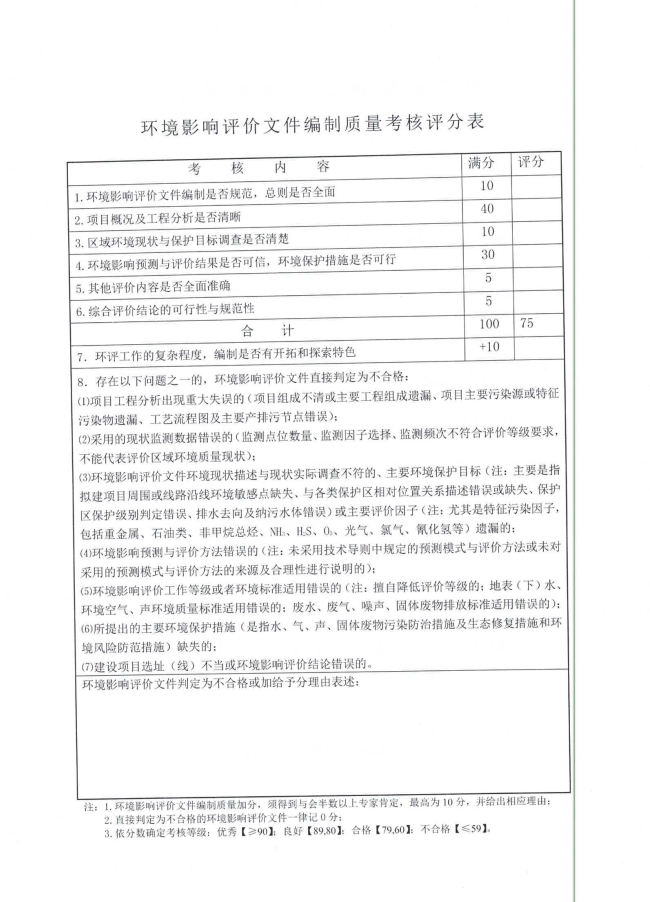 环境影响评价文件编制质量考核评分表
考 核 内 容 满分 评分
1.环境影响评价文件编制是否规范，总则是否全面 10
2.项目概况及工程分析是否清晰 40
3.区域环境现状与保护目标调查是否清楚 10
4.环境影响预测与评价结果是否可信，环境保护措施是否可行 30
5.其他评价内容是否全面准确 5
6.综合评价结论的可行性与规范性 5
合 计 100 75
7．环评工作的复杂程度，编制是否有开拓和探索特色 +10
8．存在以下问题之一的，环境影响评价文件直接判定为不合格：
⑴项目工程分析出现重大失误的（项目组成不清或主要工程组成遗漏、项目主要污染源或特征
污染物遗漏、工艺流程图及主要产排污节点错误）；
⑵采用的现状监测数据错误的（监测点位数量、监测因子选择、监测频次不符合评价等级要求，
不能代表评价区域环境质量现状）；
⑶环境影响评价文件环境现状描述与现状实际调查不符的、主要环境保护目标（注：主要是指
拟建项目周围或线路沿线环境敏感点缺失、与各类保护区相对位置关系描述错误或缺失、保护
区保护级别判定错误、排水去向及纳污水体错误）或主要评价因子（注：尤其是特征污染因子，
包括重金属、石油类、非甲烷总烃、NH₃、H₂S、O₃、光气、氯气、氰化氢等）遗漏的；
⑷环境影响预测与评价方法错误的（注：未采用技术导则中规定的预测模式与评价方法或未对
采用的预测模式与评价方法的来源及合理性进行说明的）；
⑸环境影响评价工作等级或者环境标准适用错误的（注：擅自降低评价等级的；地表（下）水、
环境空气、声环境质量标准适用错误的；废水、废气、噪声、固体废物排放标准适用错误的）；
⑹所提出的主要环境保护措施（是指水、气、声、固体废物污染防治措施及生态修复措施和环
境风险防范措施）缺失的；
⑺建设项目选址（线）不当或环境影响评价结论错误的。
环境影响评价文件判定为不合格或加给予分理由表述：
注：1.环境影响评价文件编制质量加分，须得到与会半数以上专家肯定，最高为 10 分，并给出相应理由；
2.直接判定为不合格的环境影响评价文件一律记 0 分；
3.依分数确定考核等级：优秀【≥90】；良好【89,80】；合格【79,60】；不合格【≤59】。